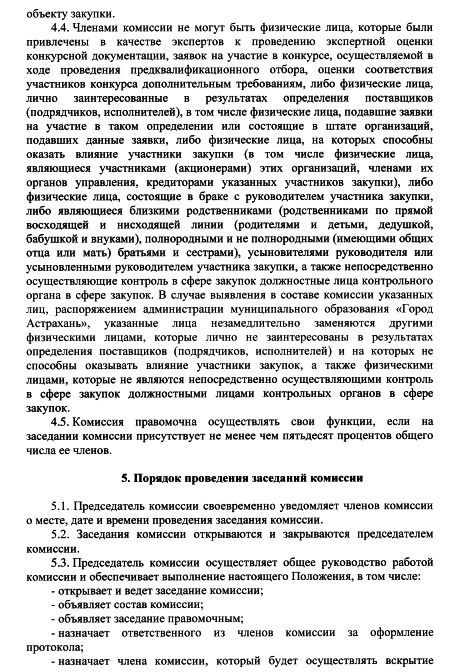 объекту закупки.
4.4. Членами комиссии не могут быть физические лица, которые были
привлечены в качестве экспертов к проведению экспертной оценки
конкурсной документации, заявок на участие в конкурсе, осуществляемой в
ходе проведения предквалификационного отбора, оценки соответствия
участников конкурса дополнительным требованиям, либо физические лица,
лично заинтересованные в результатах определения поставщиков
(подрядчиков, исполнителей), в том числе физические лица, подавшие заявки
на участие в таком определении или состоящие в штате организаций,
подавших данные заявки, либо физические лица, на которых способны
оказать влияние участники закупки (в том числе физические лица,
являющиеся участниками (акционерами) этих организаций, членами их
органов управления, кредиторами указанных участников закупки), либо
физические лица, состоящие в браке с руководителем участника закупки,
либо являющиеся близкими родственниками (родственниками по прямой
восходящей и нисходящей линии (родителями и детьми, дедушкой,
бабушкой и внуками), полнородными и не полнородными (имеющими общих
отца или мать) братьями и сестрами), усыновителями руководителя или
усыновленными руководителем участника закупки, а также непосредственно
осуществляющие контроль в сфере закупок должностные лица контрольного
органа в сфере закупок. В случае выявления в составе комиссии указанных
лиц, распоряжением администрации муниципального образования «Город
Астрахань», указанные лица незамедлительно заменяются другими
физическими лицами, которые лично не заинтересованы в результатах
определения поставщиков (подрядчиков, исполнителей) и на которых не
способны оказывать влияние участники закупок, а также физическими
лицами, которые не являются непосредственно осуществляющими контроль
в сфере закупок должностными лицами контрольных органов в сфере
закупок.
4.5. Комиссия правомочна осуществлять свои функции, если на
заседании комиссии присутствует не менее чем пятьдесят процентов общего
числа ее членов.
5. Порядок проведения заседаний комиссии
5.1. Председатель комиссии своевременно уведомляет членов комиссии
о месте, дате и времени проведения заседания комиссии.
5.2. Заседания комиссии открываются и закрываются председателем
комиссии.
5.3. Председатель комиссии осуществляет общее руководство работой
комиссии и обеспечивает выполнение настоящего Положения, в том числе:
- открывает и ведет заседание комиссии;
- объявляет состав комиссии;
- объявляет заседание правомочным;
- назначает ответственного из членов комиссии за оформление
протокола;
- назначает члена комиссии, который будет осуществлять вскрытие